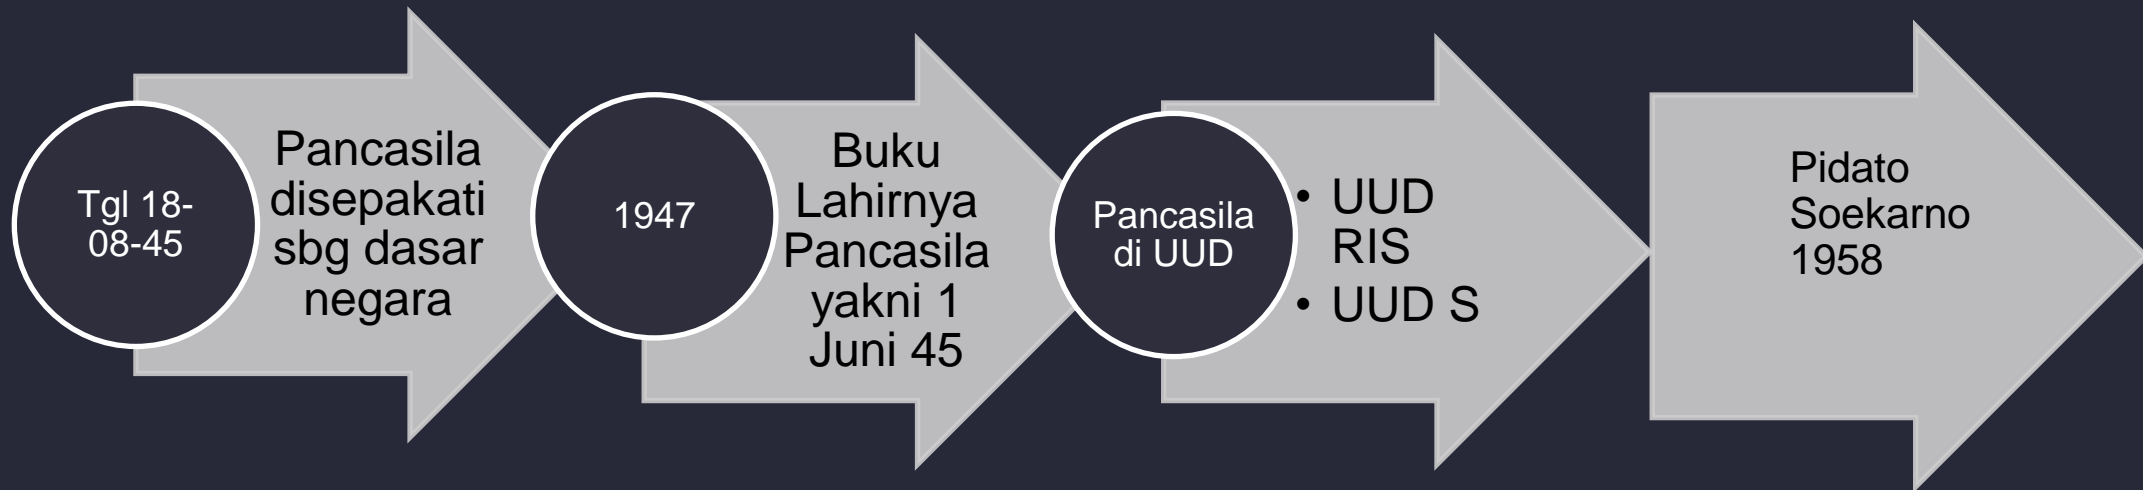 Tgl 18-
08-45
Pancasila
disepakati
sbg dasar
negara
1947
Buku
Lahirnya
Pancasila
yakni 1
Juni 45
Pancasila
di UUD
• UUD
RIS
• UUD S
Pidato
Soekarno
1958